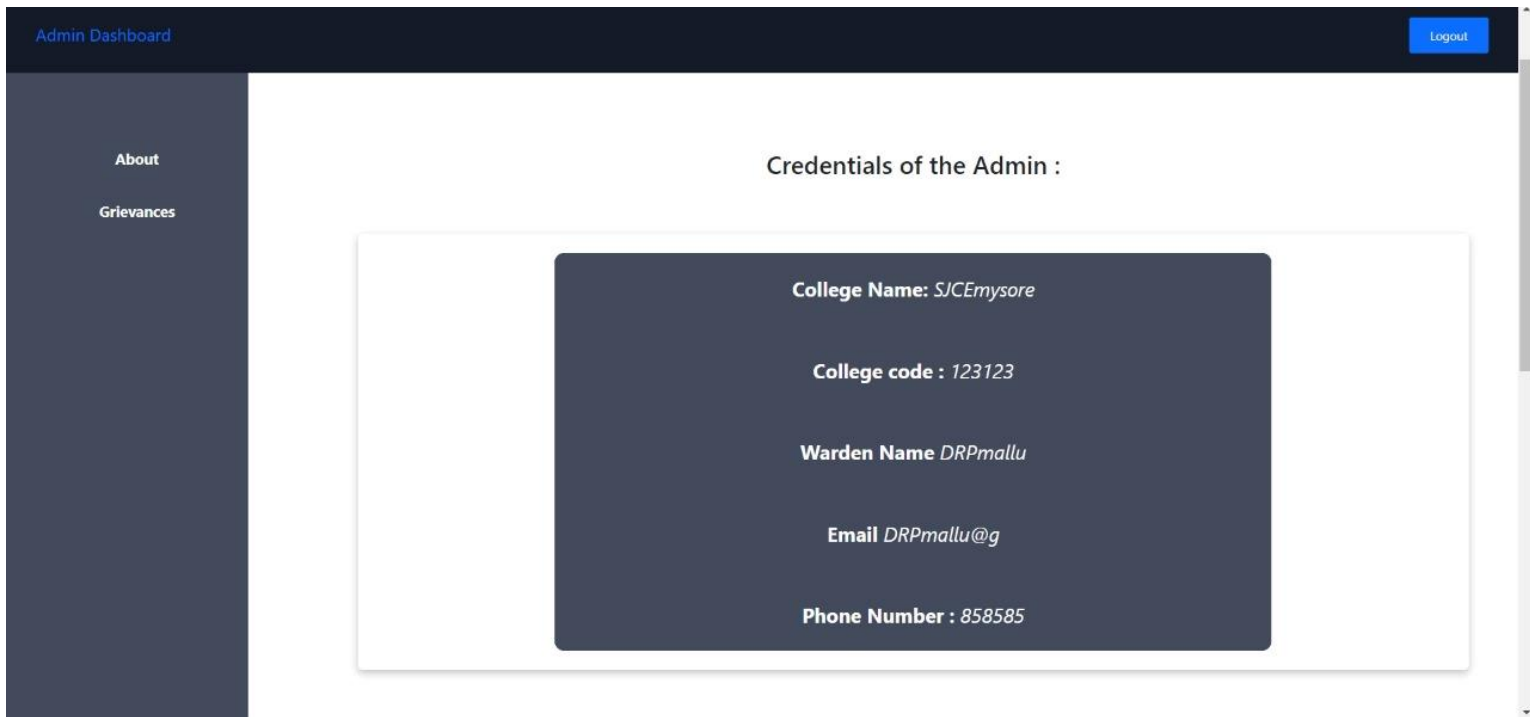 Admin Dashboard
Logout
About
Grievances
Credentials of the Admin :
College Name: SJCEmysore
College code : 123123
Warden Name DRPmallu
Email DRPmallu@g
Phone Number : 858585